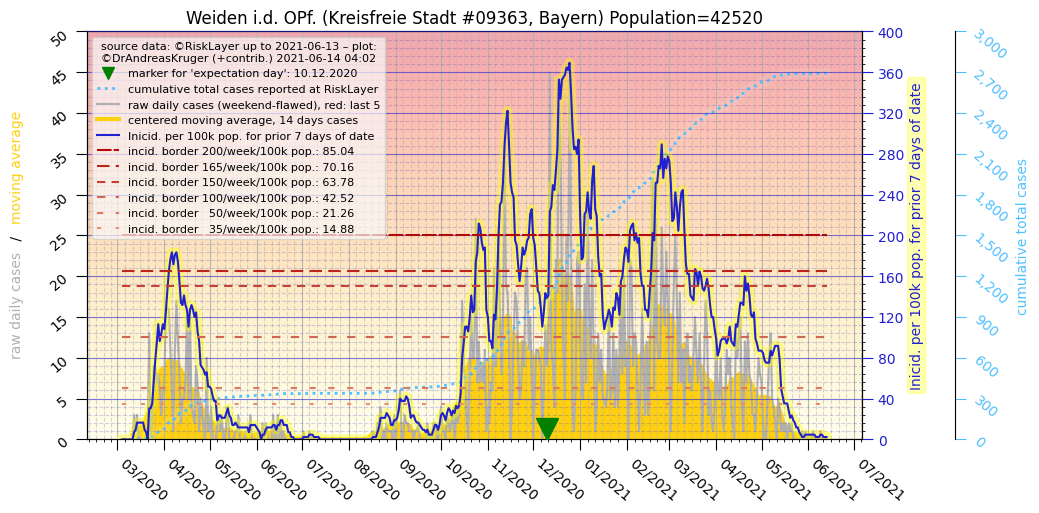 Weiden i.d. OPf. (Kreisfreie Stadt #09363, Bayern) Population=42520
source data: ©RiskLayer up to 2021-06-13 – plot:
©DrAndreasKruger (+contrib.) 2021-06-14 04:02
marker for 'expectation day': 10.12.2020
cumulative total cases reported at RiskLayer
raw daily cases (weekend-flawed), red: last 5
centered moving average, 14 days cases
Inicid. per 100k pop. for prior 7 days of date
incid. border 200/week/100k pop.: 85.04
incid. border 165/week/100k pop.: 70.16
incid. border 150/week/100k pop.: 63.78
incid. border 100/week/100k pop.: 42.52
incid. border 50/week/100k pop.: 21.26
incid. border 35/week/100k pop.: 14.88
raw daily cases / moving average
50
45
40
35
30
25
20
15
10
5
0
03/2020
04/2020
05/2020
06/2020
07/2020
08/2020
09/2020
10/2020
11/2020
12/2020
01/2021
02/2021
03/2021
04/2021
05/2021
06/2021
07/2021
400
360
320
280
240
200
160
120
80
40
0
Inicid. per 100k pop. for prior 7 days of date
3,000
2,700
2,400
2,100
1,800
1,500
1,200
900
600
300
0
cumulative total cases